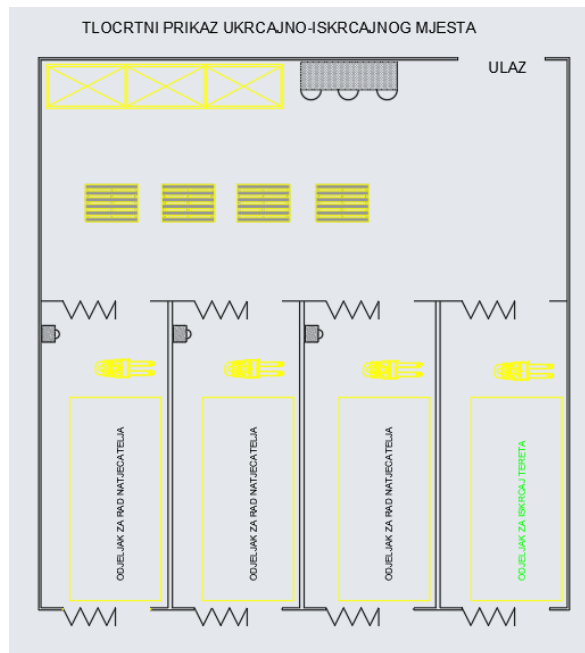 TLOCRTNI PRIKAZ UKRCAJNO-ISKRCAJNOG MJESTA
ULAZ
ODJELJAK ZA RAD NATJECATELJA
ODJELJAK ZA RAD NATJECATELJA
ODJELJAK ZA RAD NATJECATELJA
ODJELJAK ZA ISKRCAJ TERETA